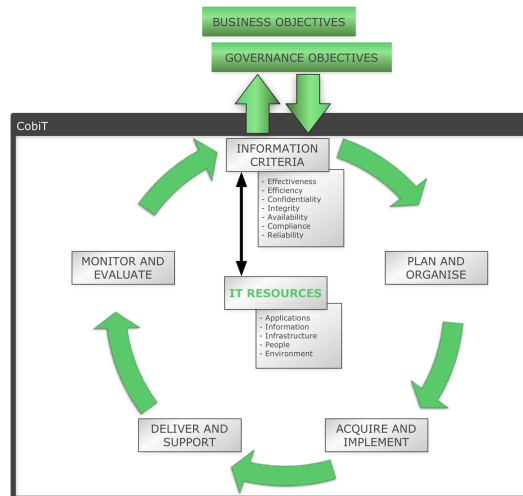 BUSINESS OBJECTIVES
GOVERNANCE OBJECTIVES
CobiT
INFORMATION
CRITERIA
- Effectiveness
- Efficiency
- Confidentiality
- Integrity
- Availability
- Compliance
- Reliability
MONITOR AND
EVALUATE
PLAN AND
ORGANISE
IT RESOURCES
- Applications
- Information
- Infrastructure
- People
- Environment
DELIVER AND
SUPPORT
ACQUIRE AND
IMPLEMENT